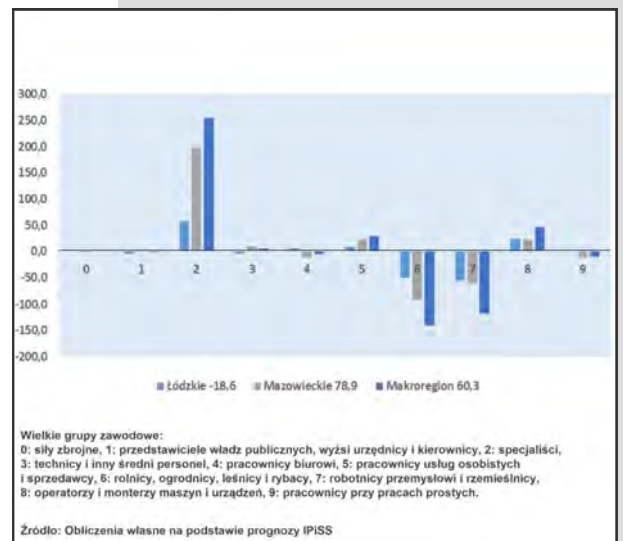 300,0
250,0
200,0
150,0
100,0
50,0
0,0
-50,0
-100,0
-150,0
-200,0
0 1 2 3 4 5 6 7 8 9
Łódzkie -18,6 Mazowieckie 78,9 Makroregion 60,3
Wielkie grupy zawodowe:
0: siły zbrojne, 1: przedstawiciele władz publicznych, wyżsi urzędnicy i kierownicy, 2: specjaliści,
3: technicy i inny średni personel, 4: pracownicy biurowi, 5: pracownicy usług osobistych
i sprzedawcy, 6: rolnicy, ogrodnicy, leśnicy i rybacy, 7: robotnicy przemysłowi i rzemieślnicy,
8: operatorzy i monterzy maszyn i urządzeń, 9: pracownicy przy pracach prostych.
Źródło: Obliczenia własne na podstawie prognozy IPiSS